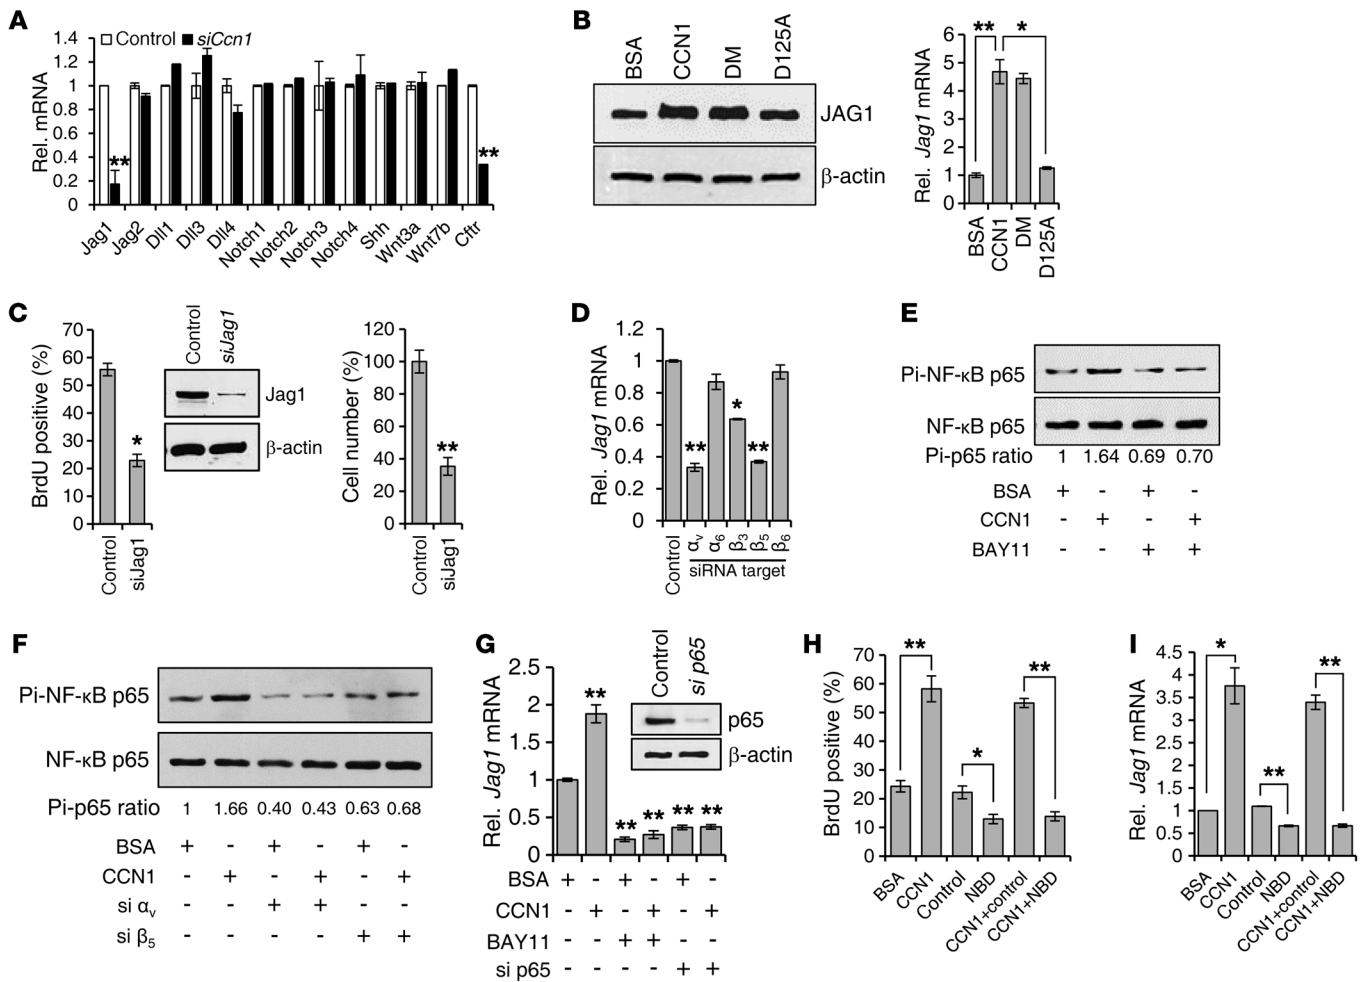 A
Control siCcn1
Rel. mRNA
1.4
1.2
1
0.8
0.6
0.4
0.2
0
** **
Jag1 Jag2 Dll1 Dll3 Dll4 Notch1 Notch2 Notch3 Notch4 Shh Wnt3a Wnt7b Cftr
B
BSA CCN1 DM D125A
JAG1
β-actin
Rel. Jag1 mRNA
6
5
4
3
2
1
0
** *
BSA CCN1 DM D125A
C
BrdU positive (%)
70
60
50
40
30
20
10
0
*
Control siJag1
Control siJag1
Jag1
β-actin
Cell number (%)
120
100
80
60
40
20
0
**
Control siJag1
D
Rel. Jag1 mRNA
1.2
1
0.8
0.6
0.4
0.2
0
** * **
Control αv α6 β3 β5 β6
siRNA target
E
Pi-NF-κB p65
NF-κB p65
Pi-p65 ratio 1 1.64 0.69 0.70
BSA + - + -
CCN1 - + - +
BAY11 - - + +
F
Pi-NF-κB p65
NF-κB p65
Pi-p65 ratio 1 1.66 0.40 0.43 0.63 0.68
BSA + - + - + -
CCN1 - + - + - +
si αv - - + + - -
si β5 - - - - + +
G
Rel. Jag1 mRNA
2.5
2
1.5
1
0.5
0
** ** ** ** **
Control si p65
p65
β-actin
BSA + - + - + -
CCN1 - + - + - +
BAY11 - - + + - -
si p65 - - - - + +
H
BrdU positive (%)
70
60
50
40
30
20
10
0
** * **
BSA CCN1 Control NBD CCN1+control CCN1+NBD
I
Rel. Jag1 mRNA
4.5
4
3.5
3
2.5
2
1.5
1
0.5
0
* ** **
BSA CCN1 Control NBD CCN1+control CCN1+NBD